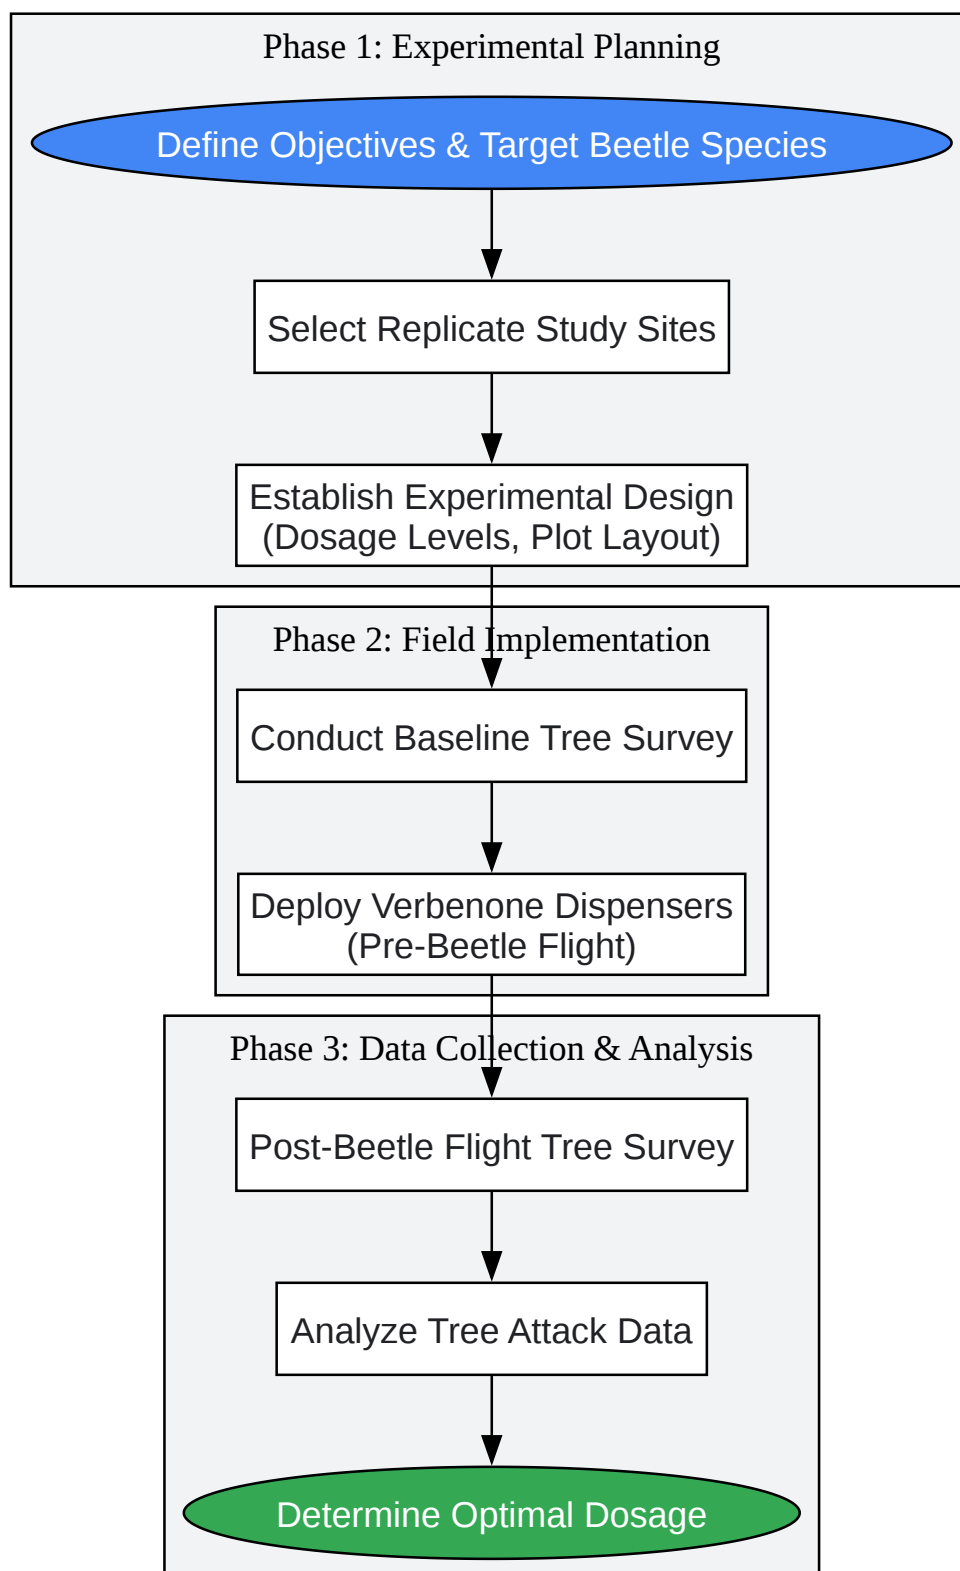 Phase 1: Experimental Planning
Define Objectives & Target Beetle Species
Select Replicate Study Sites
Establish Experimental Design
(Dosage Levels, Plot Layout)
Phase 2: Field Implementation
Conduct Baseline Tree Survey
Deploy Verbenone Dispensers
(Pre-Beetle Flight)
Phase 3: Data Collection & Analysis
Post-Beetle Flight Tree Survey
Analyze Tree Attack Data
Determine Optimal Dosage